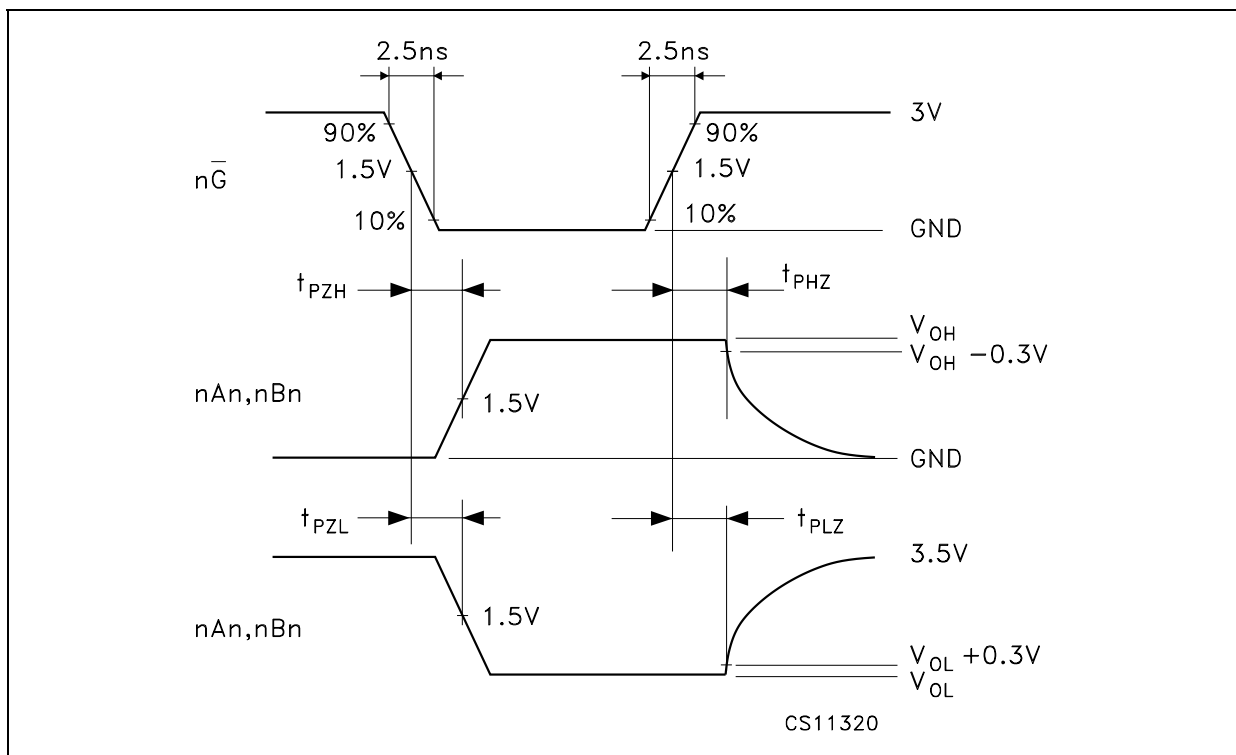 2.5ns 2.5ns
3V
90% 90%
nG̅ 1.5V 1.5V
10% 10%
GND
tPZH tPHZ
VOH
VOH −0.3V
nAn,nBn 1.5V
GND
tPZL tPLZ
3.5V
nAn,nBn 1.5V
VOL +0.3V
VOL
CS11320